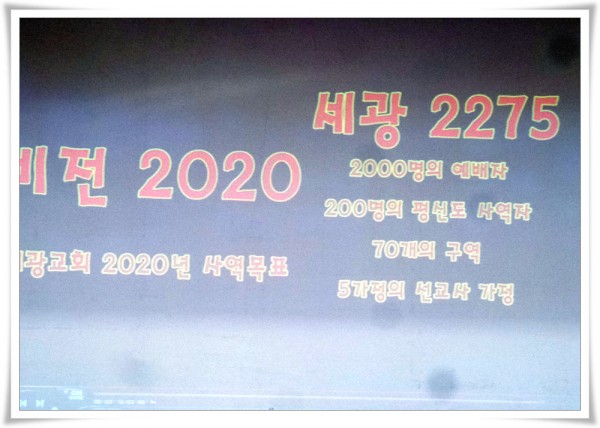 비전 2020
광교회 2020년 사역목표
세광 2275
2000명의 예배자
200명의 평신도 사역자
70개의 구역
5가정의 선교사 가정